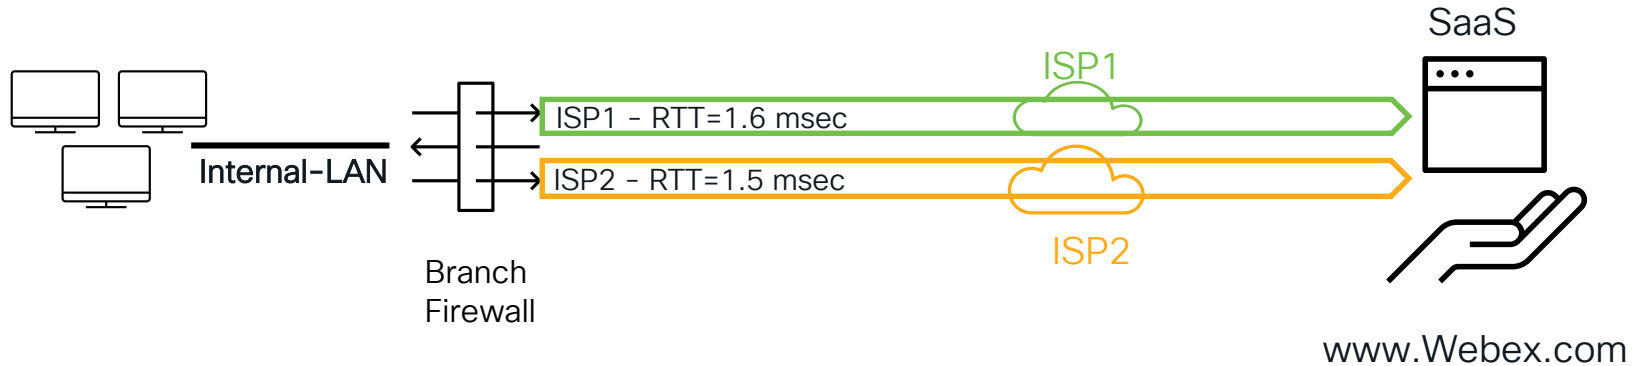 SaaS
ISP1
ISP1 - RTT=1.6 msec
Internal-LAN
ISP2 - RTT=1.5 msec
ISP2
Branch
Firewall
www.Webex.com